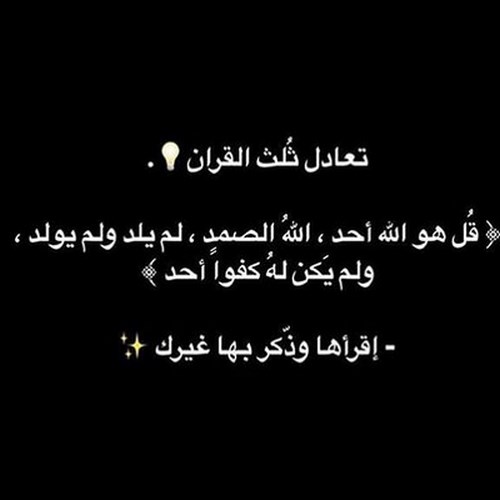 تعادل ثُلث القران💡.
﴿ قُل هو الله أحد ، اللهُ الصمد ، لم يلد ولم يولد ،
ولم يَكن لهُ كفواً أحد ﴾
- إقرأها وذّكر بها غيرك ✨